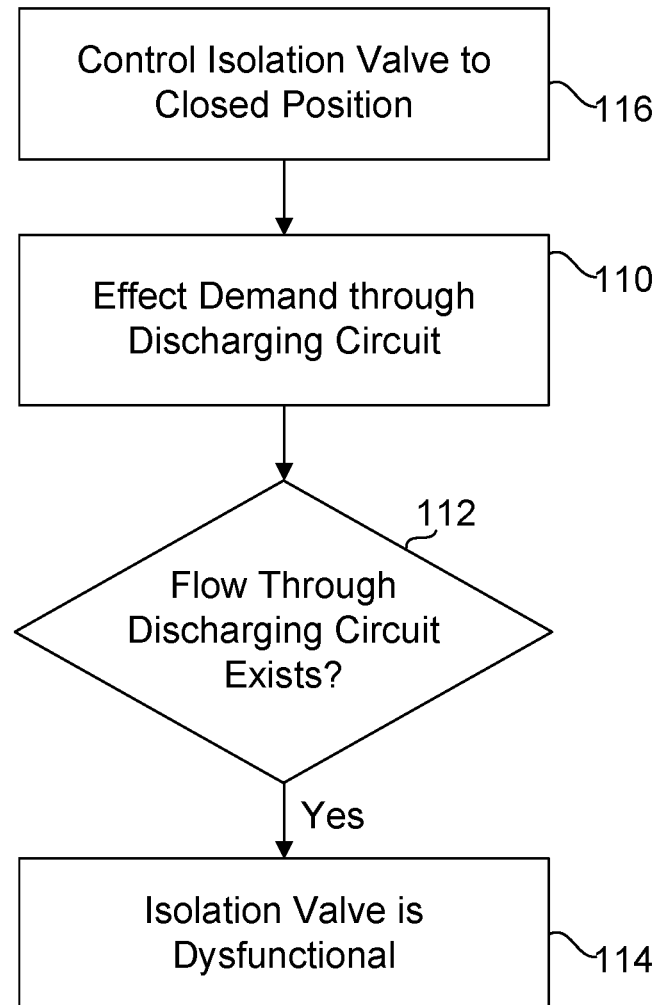 Control Isolation Valve to
Closed Position
116
Effect Demand through
Discharging Circuit
110
112
Flow Through
Discharging Circuit
Exists?
Yes
Isolation Valve is
Dysfunctional
114